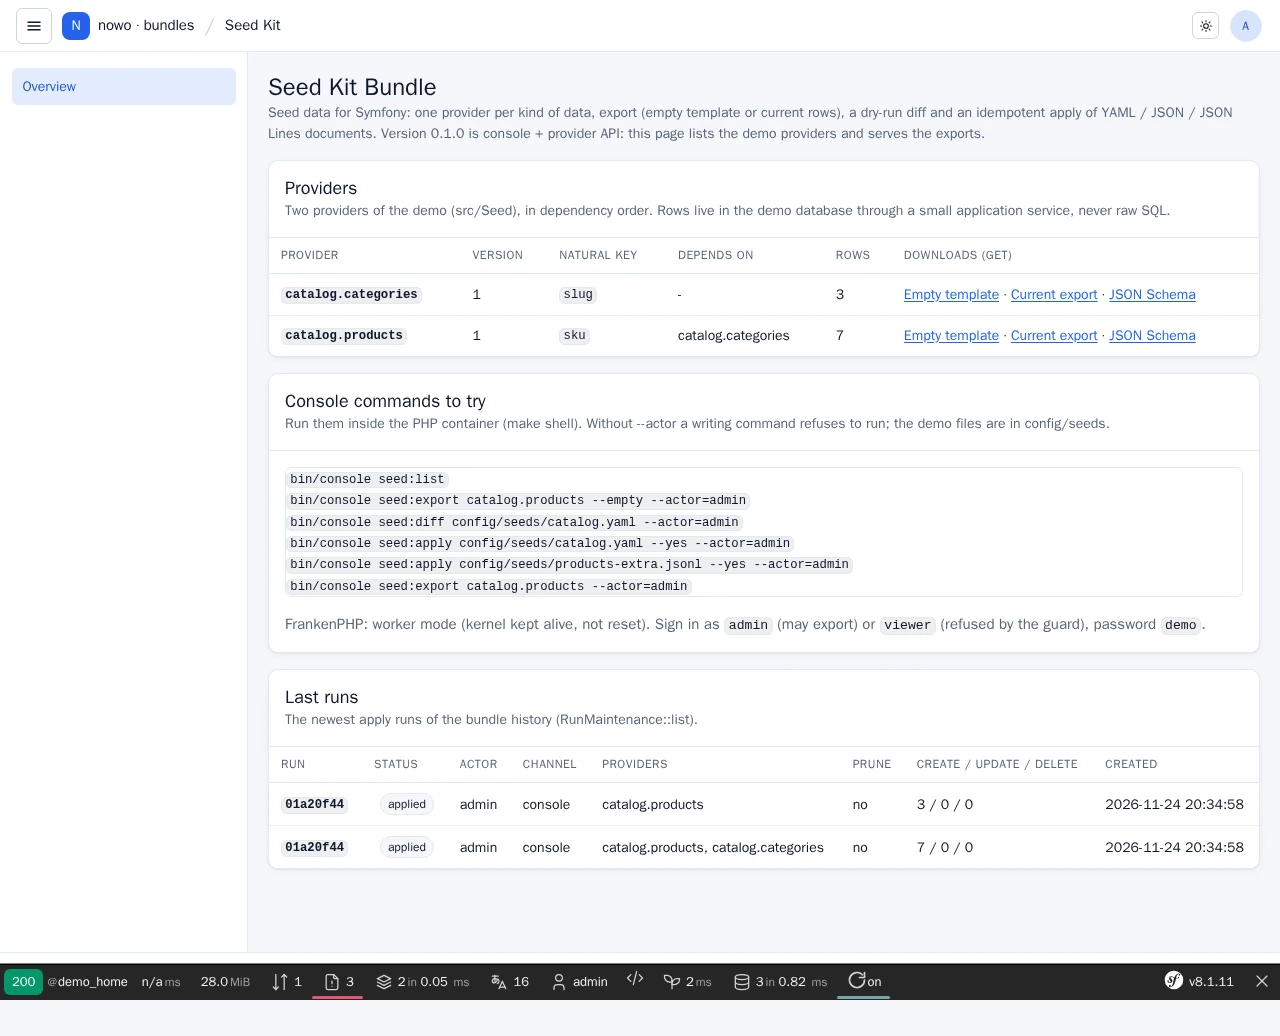 N nowo · bundles / Seed Kit A
Overview
Seed Kit Bundle
Seed data for Symfony: one provider per kind of data, export (empty template or current rows), a dry-run diff and an idempotent apply of YAML / JSON / JSON
Lines documents. Version 0.1.0 is console + provider API: this page lists the demo providers and serves the exports.
Providers
Two providers of the demo (src/Seed), in dependency order. Rows live in the demo database through a small application service, never raw SQL.
PROVIDER VERSION NATURAL KEY DEPENDS ON ROWS DOWNLOADS (GET)
catalog.categories 1 slug - 3 Empty template · Current export · JSON Schema
catalog.products 1 sku catalog.categories 7 Empty template · Current export · JSON Schema
Console commands to try
Run them inside the PHP container (make shell). Without --actor a writing command refuses to run; the demo files are in config/seeds.
bin/console seed:list
bin/console seed:export catalog.products --empty --actor=admin
bin/console seed:diff config/seeds/catalog.yaml --actor=admin
bin/console seed:apply config/seeds/catalog.yaml --yes --actor=admin
bin/console seed:apply config/seeds/products-extra.jsonl --yes --actor=admin
bin/console seed:export catalog.products --actor=admin
FrankenPHP: worker mode (kernel kept alive, not reset). Sign in as admin (may export) or viewer (refused by the guard), password demo.
Last runs
The newest apply runs of the bundle history (RunMaintenance::list).
RUN STATUS ACTOR CHANNEL PROVIDERS PRUNE CREATE / UPDATE / DELETE CREATED
01a20f44 applied admin console catalog.products no 3 / 0 / 0 2026-11-24 20:34:58
01a20f44 applied admin console catalog.products, catalog.categories no 7 / 0 / 0 2026-11-24 20:34:58
200 @demo_home n/a ms 28.0 MiB 1 3 2 in 0.05 ms 16 admin 2 ms 3 in 0.82 ms on sf v8.1.11